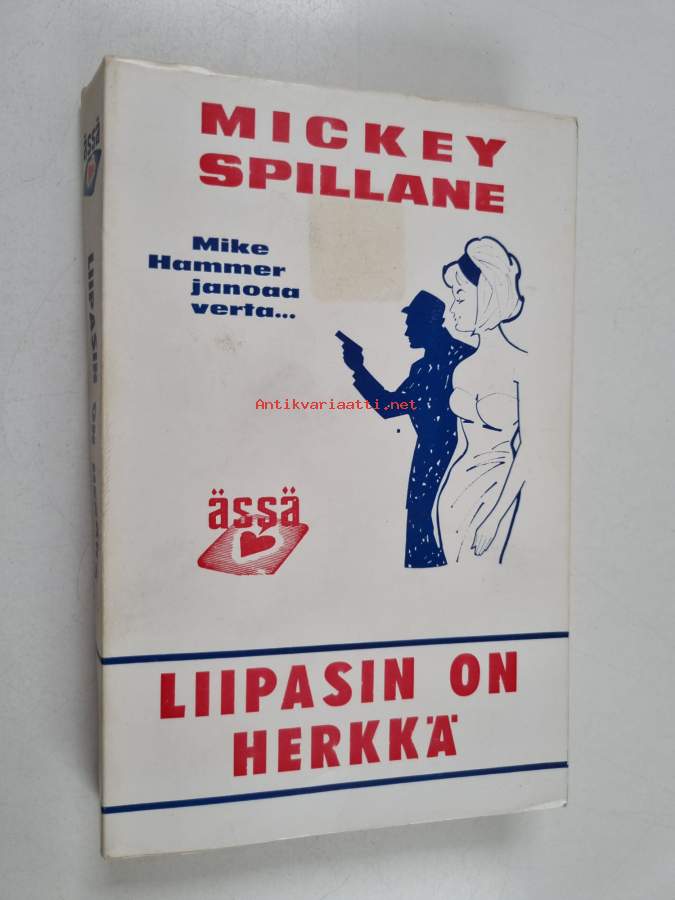 MICKEY
SPILLANE
Mike
Hammer
janoaa
verta...
Antikvariaatti.net
ässä
LIIPASIN ON
HERKKÄ
ässä
LIIPASIN ON HERKKÄ